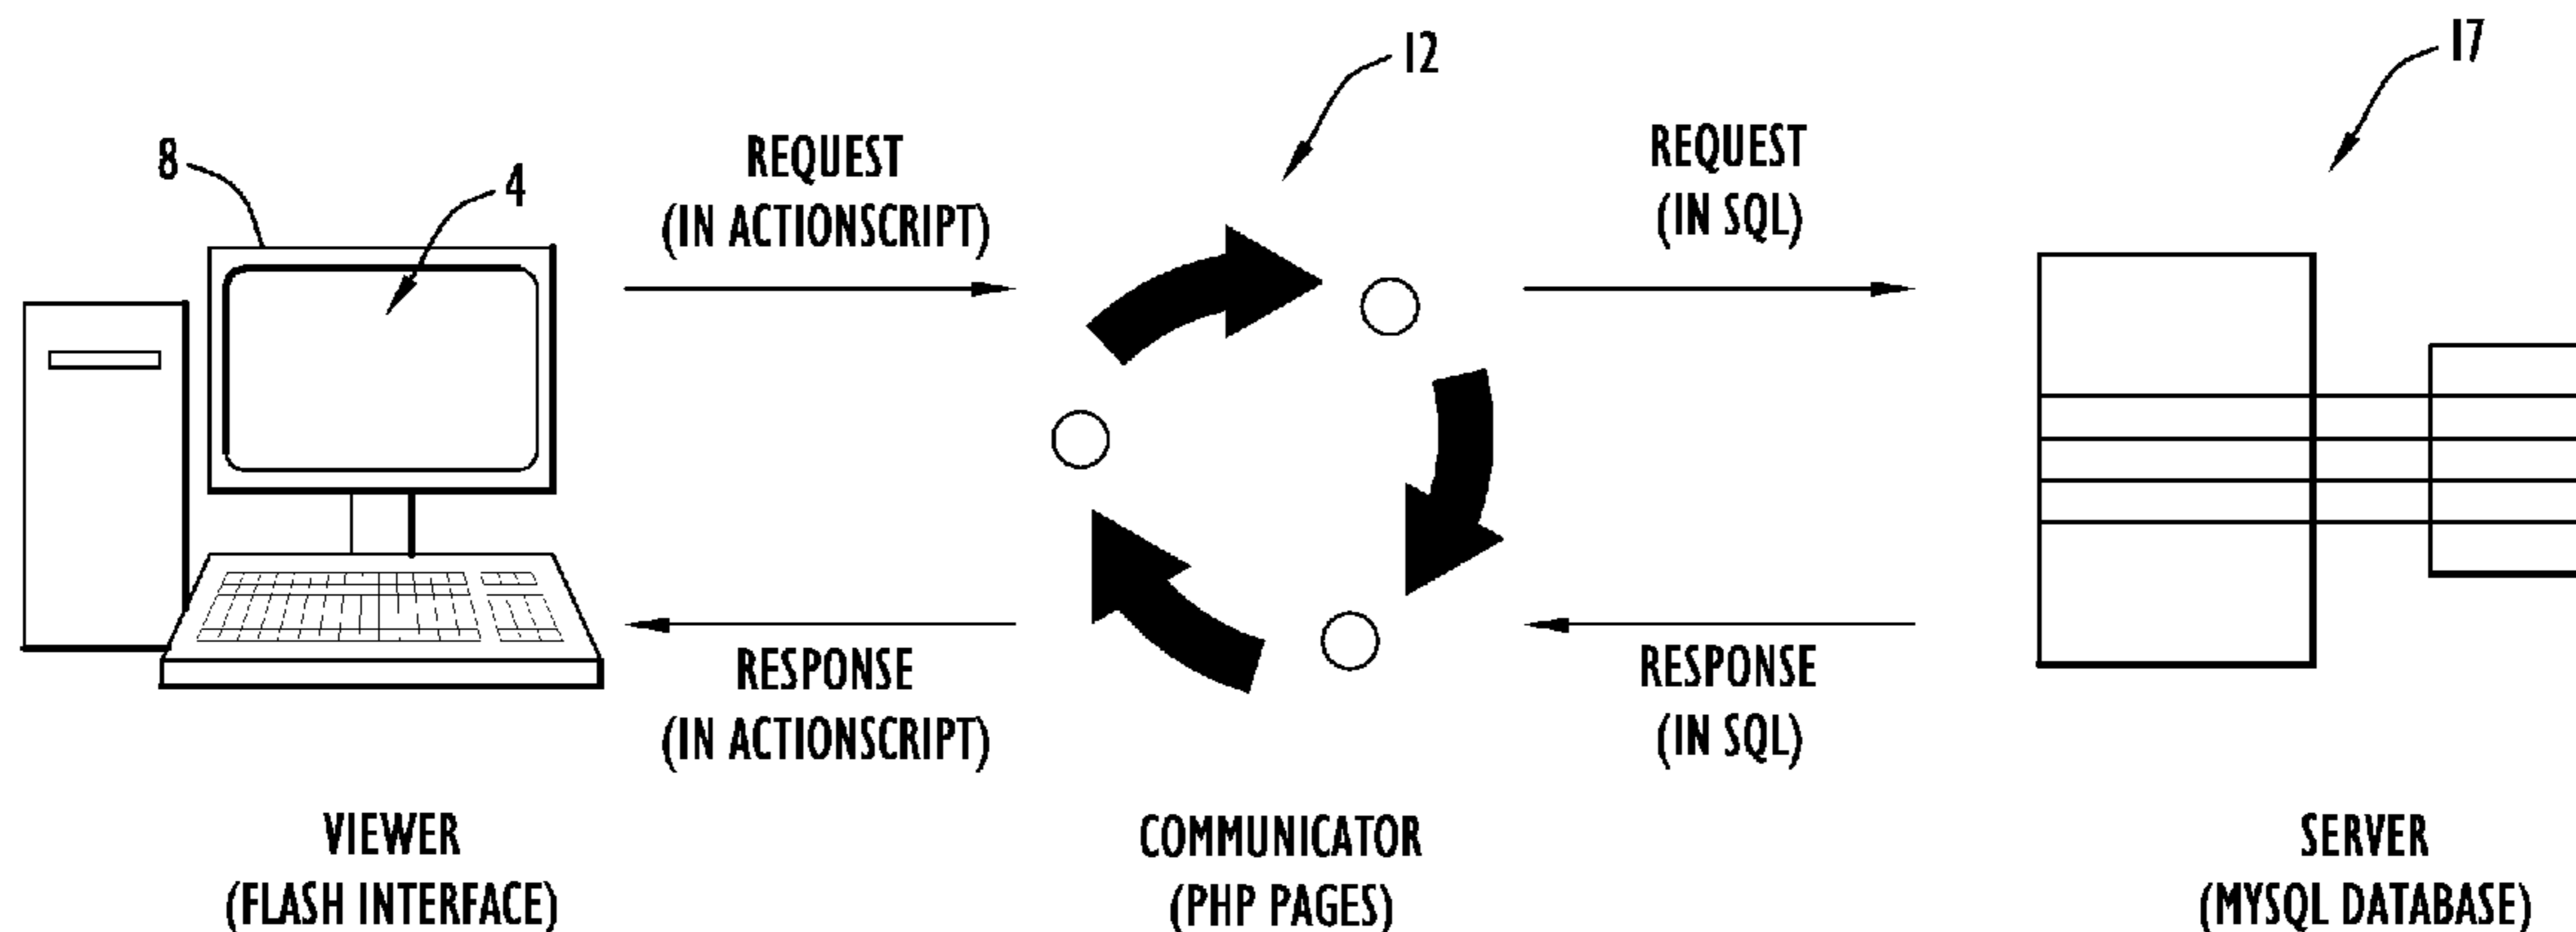 12
17
8
4
REQUEST
(IN ACTIONSCRIPT)
REQUEST
(IN SQL)
RESPONSE
(IN ACTIONSCRIPT)
RESPONSE
(IN SQL)
VIEWER
(FLASH INTERFACE)
COMMUNICATOR
(PHP PAGES)
SERVER
(MYSQL DATABASE)